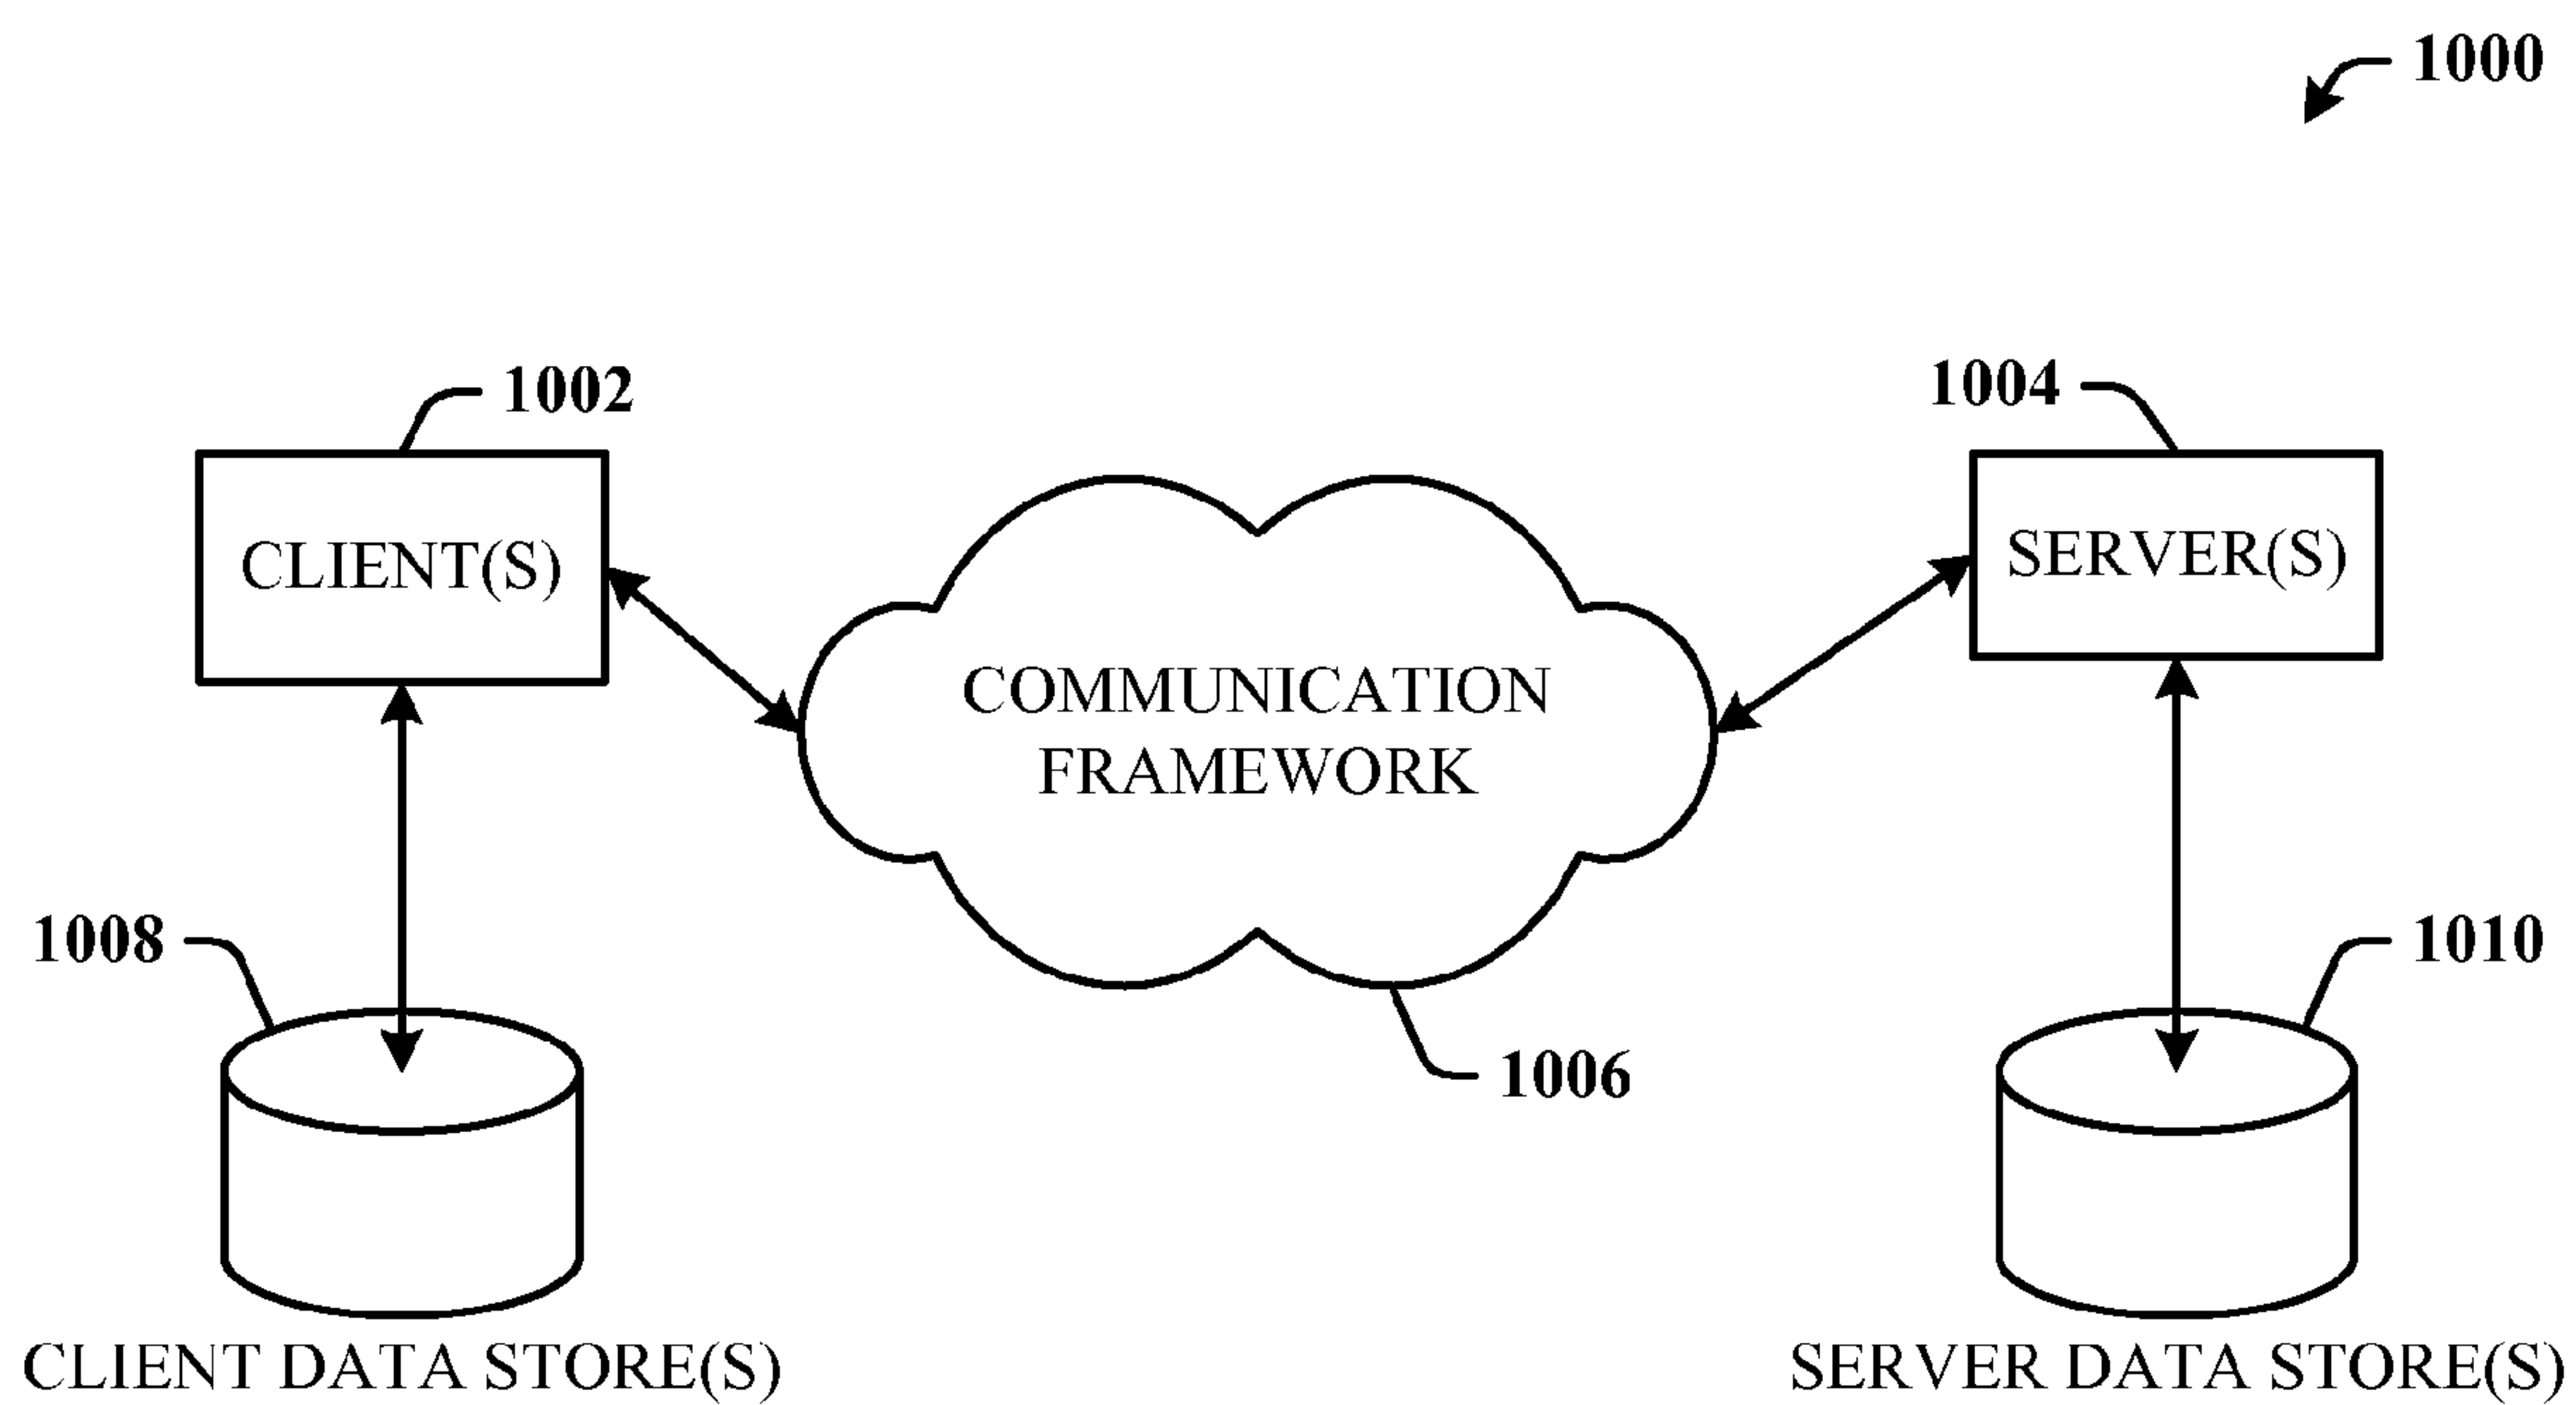 1000
1002
1004
CLIENT(S)
SERVER(S)
COMMUNICATION
FRAMEWORK
1008
1010
1006
CLIENT DATA STORE(S)
SERVER DATA STORE(S)